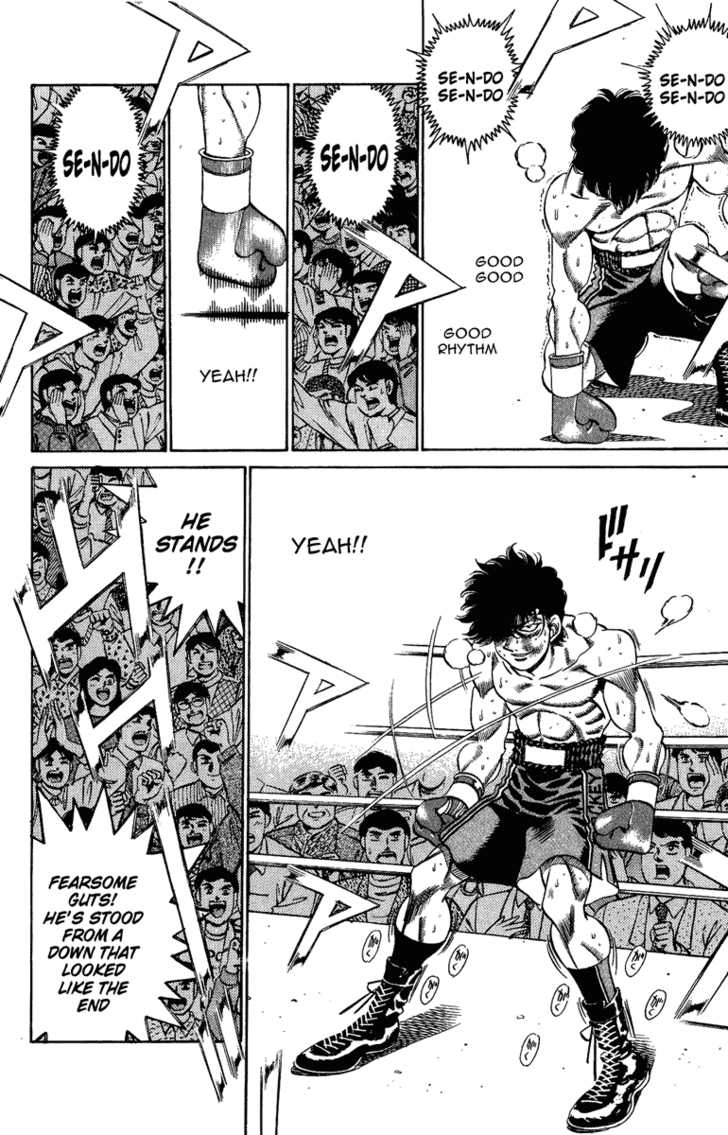 SE-N-DO
SE-N-DO
SE-N-DO
SE-N-DO
GOOD
GOOD
GOOD
RHYTHM
SE-N-DO
YEAH!!
SE-N-DO
YEAH!!
KKEY
HE
STANDS
!!
FEARSOME
GUTS!
HE'S STOOD
FROM A
DOWN THAT
LOOKED
LIKE THE
END